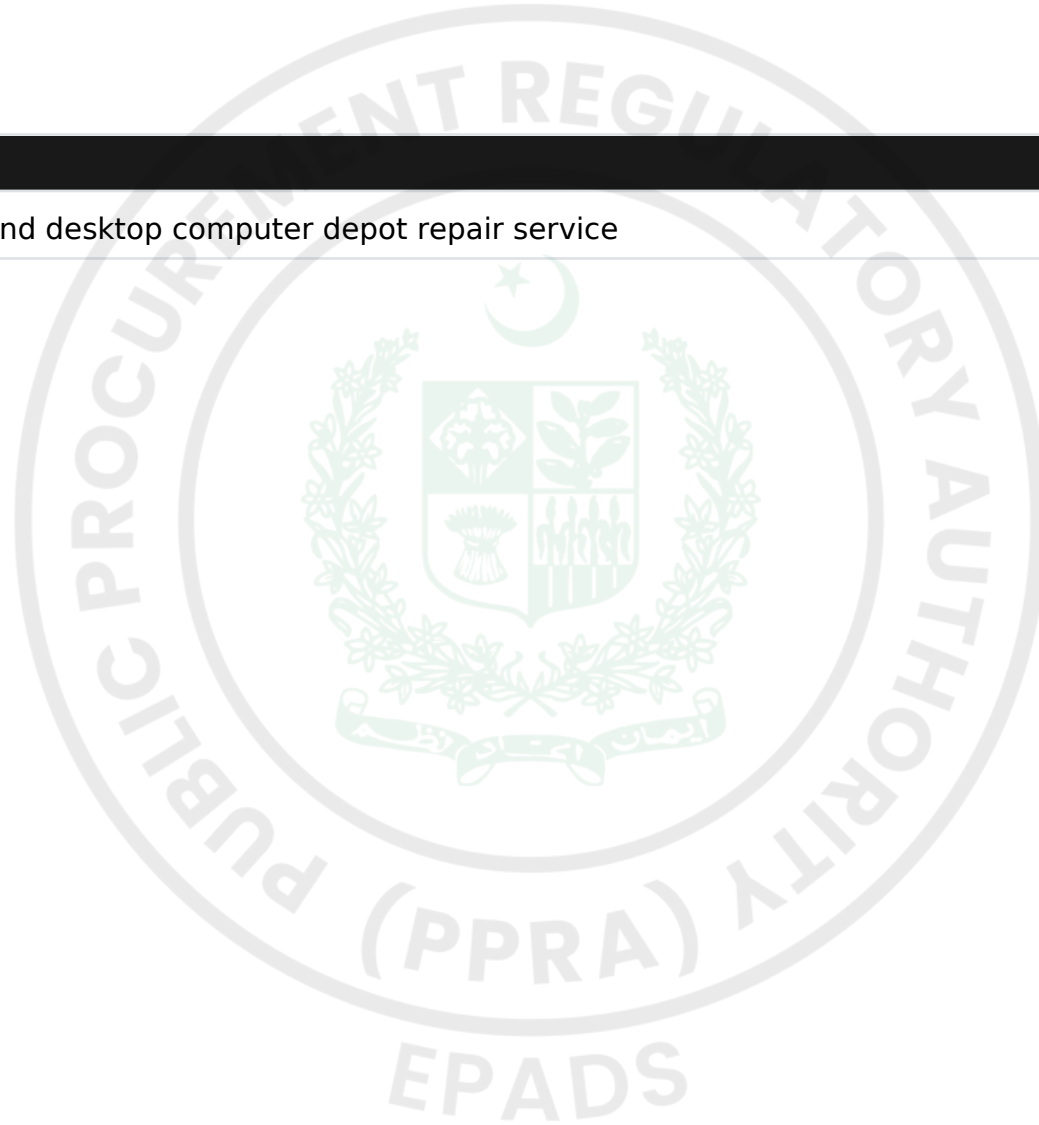 PUBLIC PROCUREMENT REGULATORY AUTHORITY
nd desktop computer depot repair service
(PPRA)
EPADS